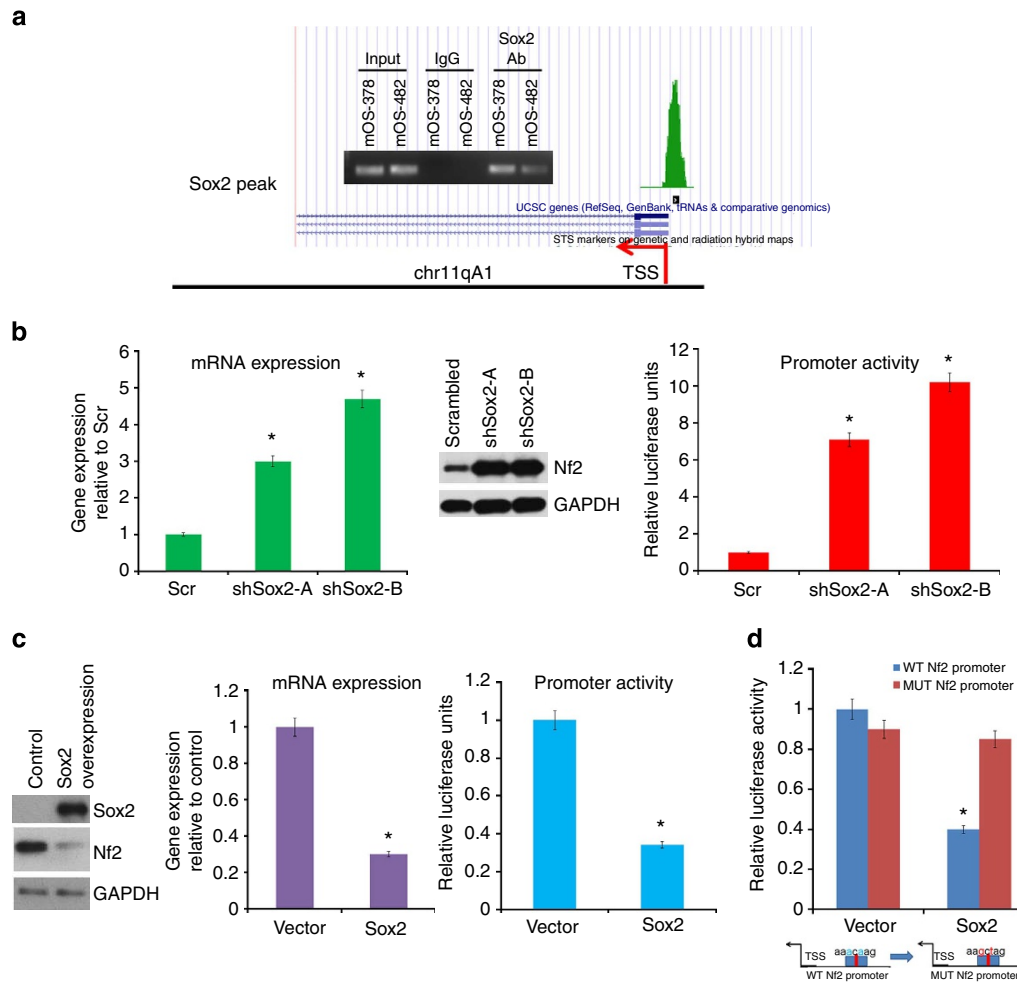 a
Sox2
Input IgG Ab
mOS-378 mOS-482 mOS-378 mOS-482 mOS-378 mOS-482
Sox2 peak
UCSC genes (RefSeq, GenBank, tRNAs & comparative genomics)
STS markers on genetic and radiation hybrid maps
chr11qA1 TSS
b
mRNA expression
Gene expression
relative to Scr
6
5
4
3
2
1
0
* *
Scr shSox2-A shSox2-B
Scrambled shSox2-A shSox2-B
Nf2
GAPDH
Promoter activity
Relative luciferase units
12
10
8
6
4
2
0
* *
Scr shSox2-A shSox2-B
c
Control Sox2
overexpression
Sox2
Nf2
GAPDH
mRNA expression
Gene expression
relative to control
1.2
1
0.8
0.6
0.4
0.2
0
*
Vector Sox2
Promoter activity
Relative luciferase units
1.2
1
0.8
0.6
0.4
0.2
0
*
Vector Sox2
d
WT Nf2 promoter
MUT Nf2 promoter
Relative luciferase activity
1.2
1
0.8
0.6
0.4
0.2
0
*
Vector Sox2
aaacaag aagctag
TSS TSS
WT Nf2 promoter MUT Nf2 promoter